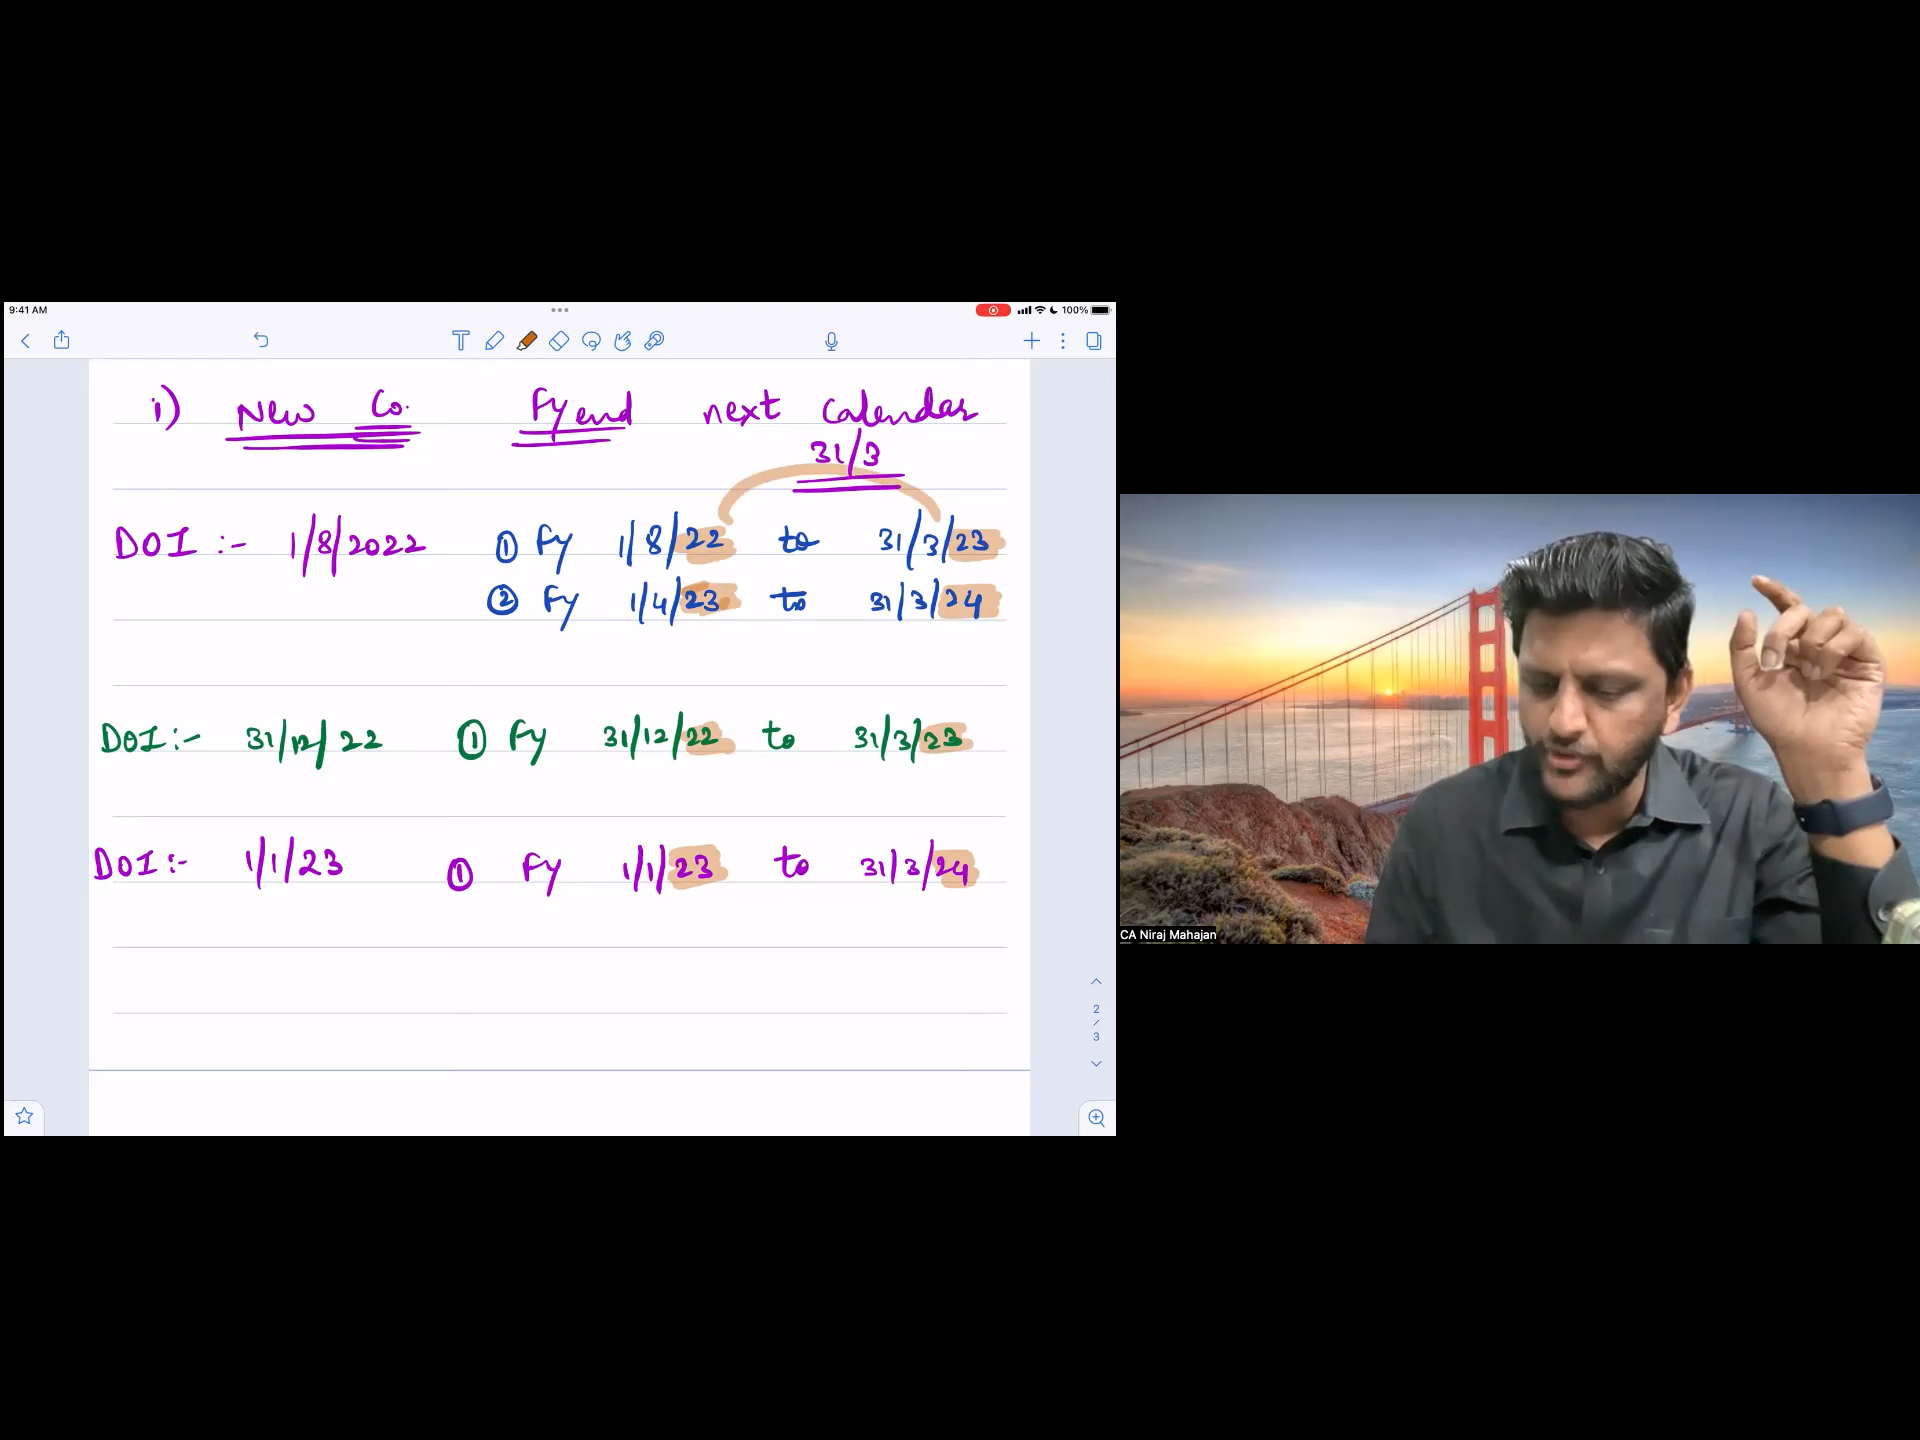 9:41 AM
100%
i) New Co. Fy end next Calendar
31/3
DOI :- 1/8/2022 ① Fy 1/8/22 to 31/3/23
② Fy 1/4/23 to 31/3/24
DOI:- 31/12/22 ① Fy 31/12/22 to 31/3/23
DOI:- 1/1/23 ① Fy 1/1/23 to 31/3/24
2
/
3
CA Niraj Mahajan